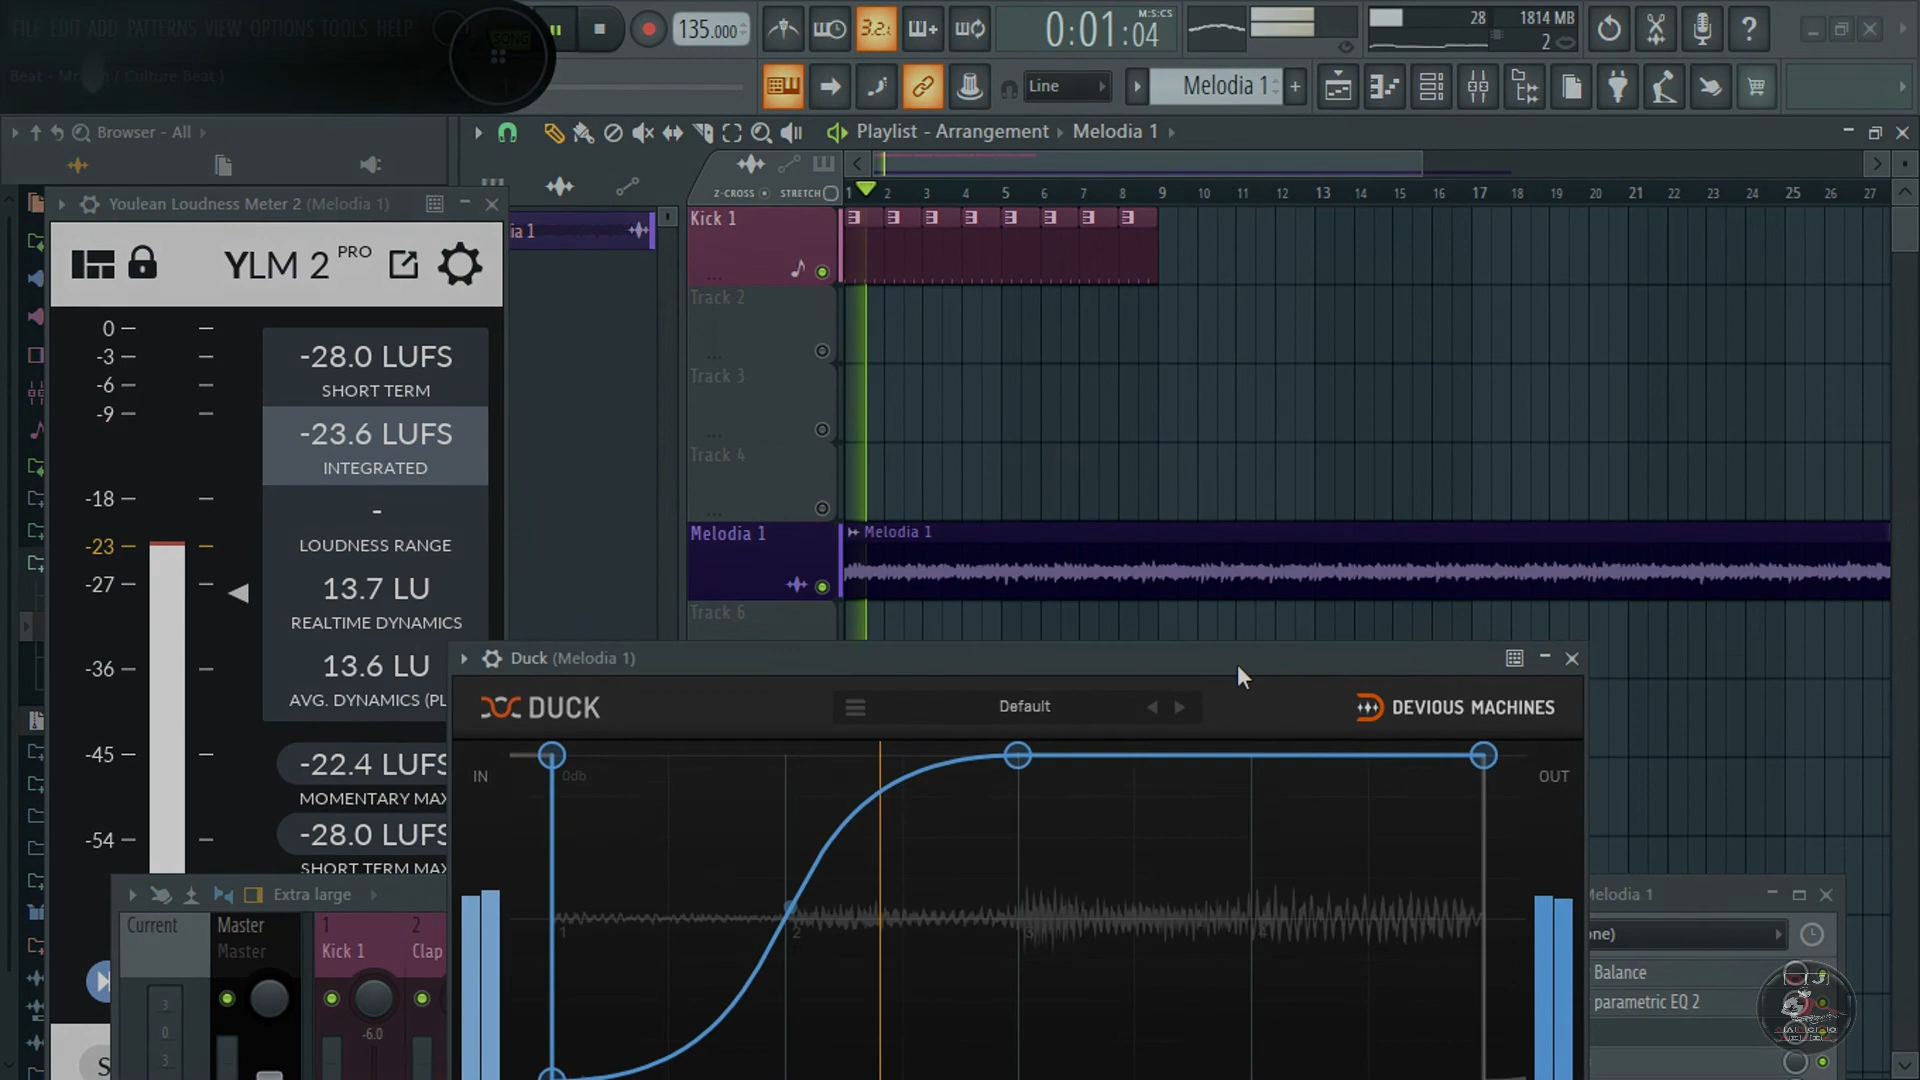 FILE EDIT ADD PATTERNS VIEW OPTIONS TOOLS HELP
SONG
135.000
3.2.
0:01:04
M:S:CS
28
1814 MB
2
Line
Melodia 1
Browser - All
Playlist - Arrangement
Melodia 1
Z-CROSS
STRETCH
1 2 3 4 5 6 7 8 9 10 11 12 13 14 15 16 17 18 19 20 21 22 23 24 25 26 27
Youlean Loudness Meter 2 (Melodia 1)
YLM 2 PRO
ia 1
Kick 1
Track 2
Track 3
Track 4
Melodia 1
Melodia 1
Track 6
0
-3
-6
-9
-18
-23
-27
-36
-45
-54
-28.0 LUFS
SHORT TERM
-23.6 LUFS
INTEGRATED
-
LOUDNESS RANGE
13.7 LU
REALTIME DYNAMICS
13.6 LU
AVG. DYNAMICS (PL
-22.4 LUFS
MOMENTARY MAX
-28.0 LUFS
SHORT TERM MAX
Duck (Melodia 1)
DUCK
Default
DEVIOUS MACHINES
IN
0db
OUT
1
2
3
4
Extra large
Current
Master
Master
1
Kick 1
2
Clap
3
0
3
-6.0
S
Melodia 1
one)
Balance
parametric EQ 2